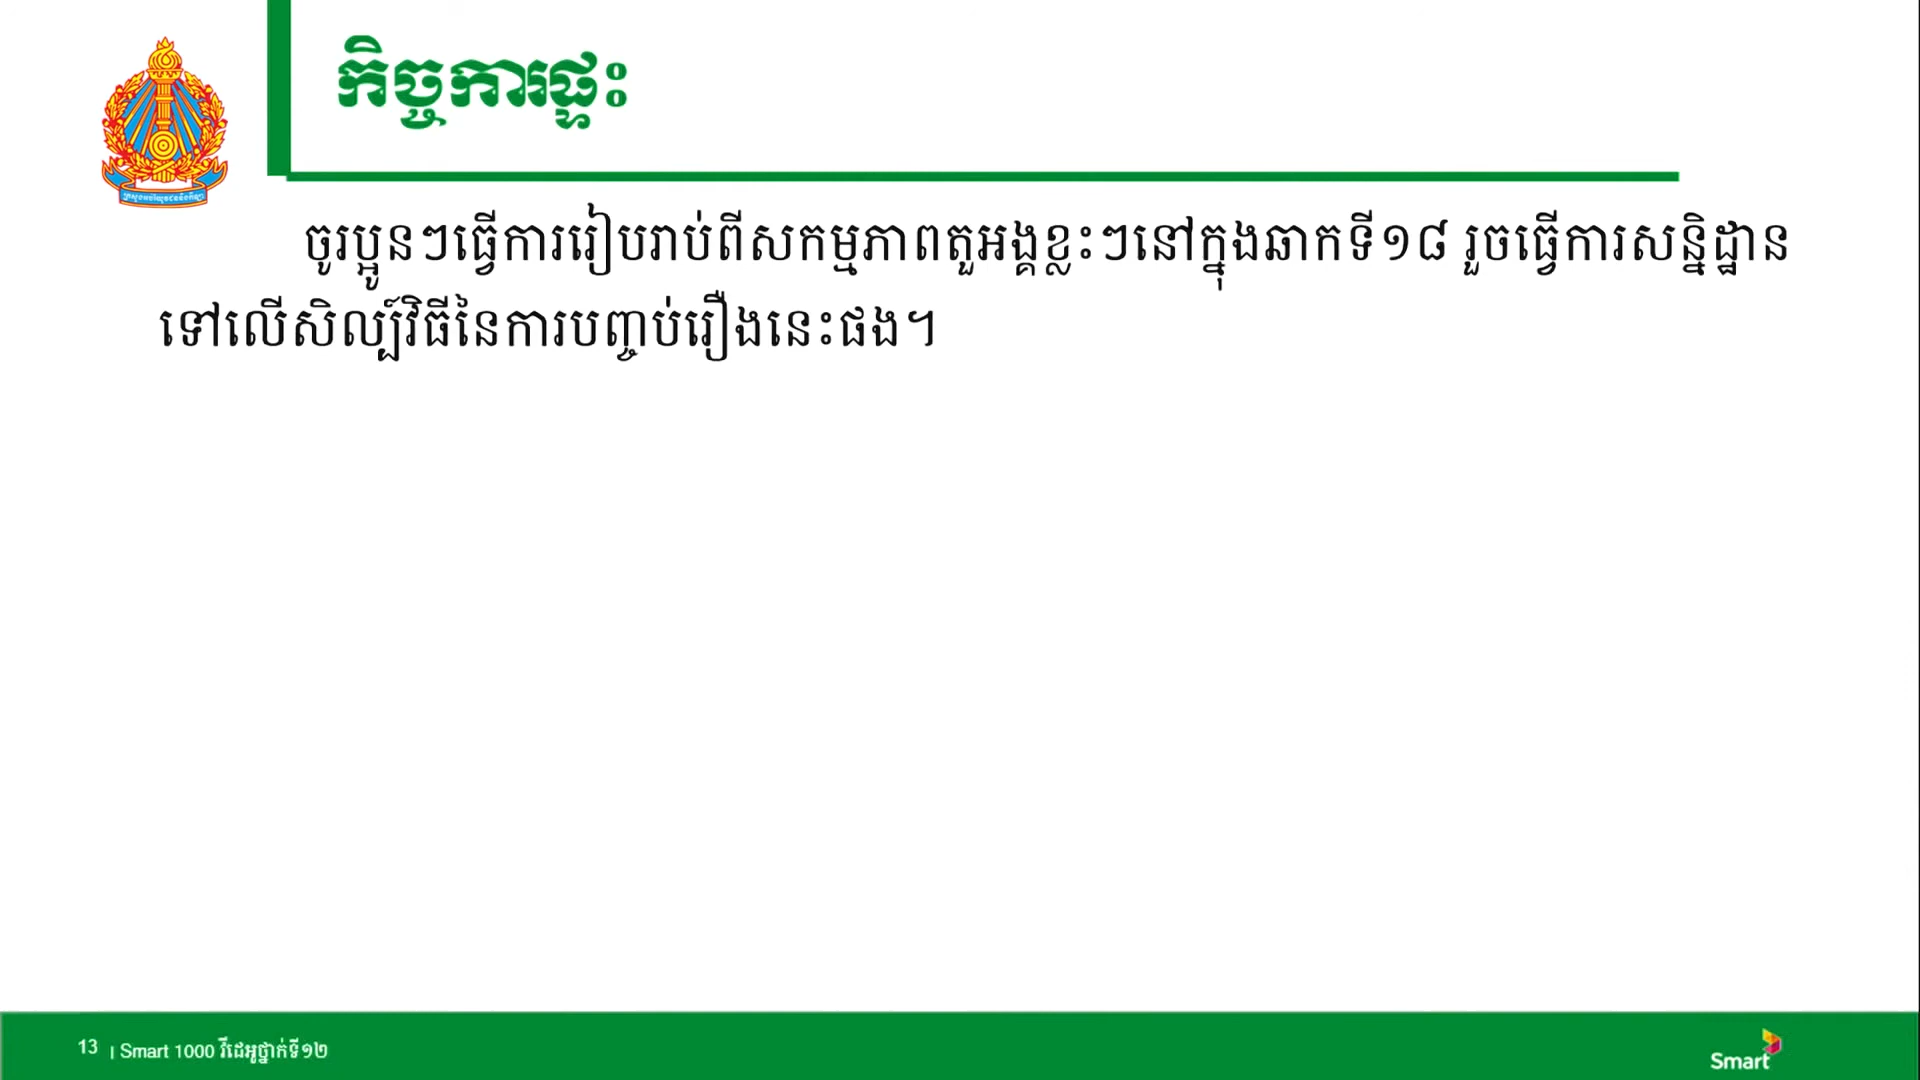 កិច្ចការផ្ទះ
ចូរប្អូនៗធ្វើការរៀបរាប់ពីសកម្មភាពតួអង្គខ្លះៗនៅក្នុងឆាកទី១៨ រួចធ្វើការសន្និដ្ឋាន
ទៅលើសិល្ប៍វិធីនៃការបញ្ចប់រឿងនេះផង។
13 | Smart 1000 វីដេអូថ្នាក់ទី១២
Smart